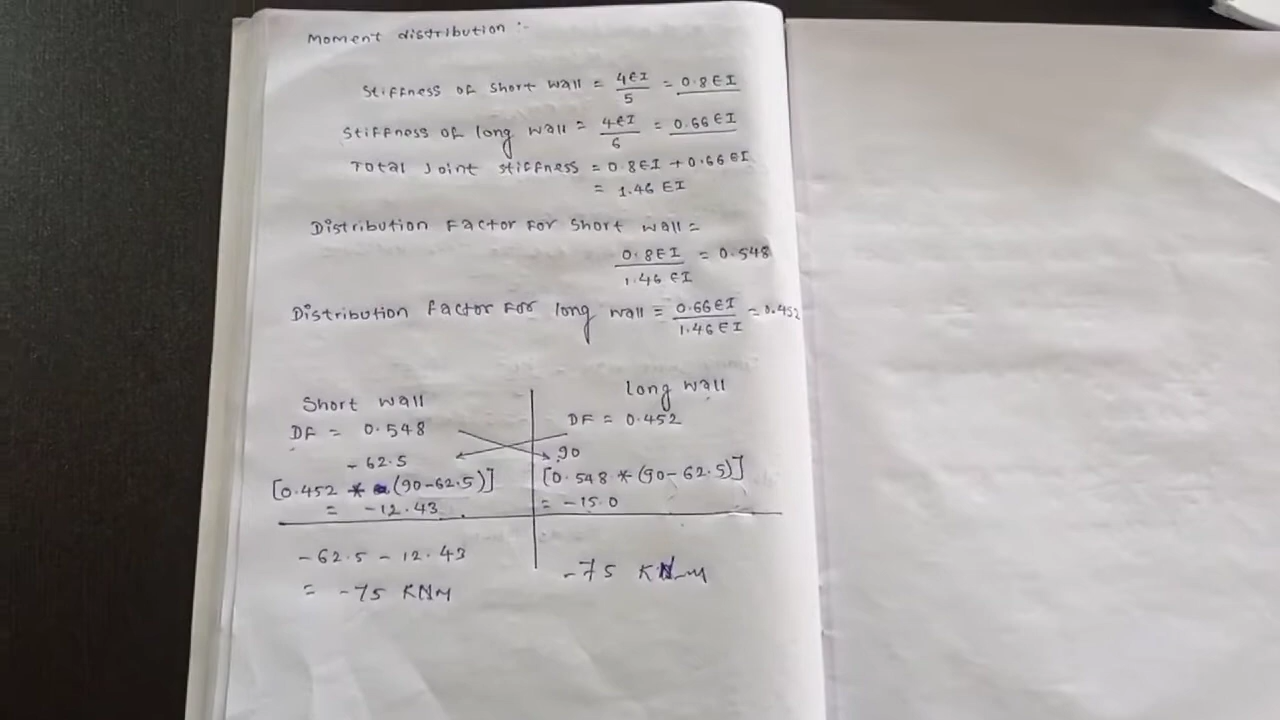 Moment distribution :-
Stiffness of short wall = 4EI/5 = 0.8EI
Stiffness of long wall = 4EI/6 = 0.66EI
Total Joint stiffness = 0.8EI + 0.66EI
= 1.46 EI
Distribution Factor For Short wall =
0.8EI/1.46 EI = 0.548
Distribution factor For long wall = 0.66EI/1.46EI = 0.452
Short wall
long wall
DF = 0.548
DF = 0.452
-62.5
90
[0.452 * (90-62.5)]
[0.548 * (90-62.5)]
= -12.43
= -15.0
-62.5 - 12.43
= -75 KNM
-75 KN-M